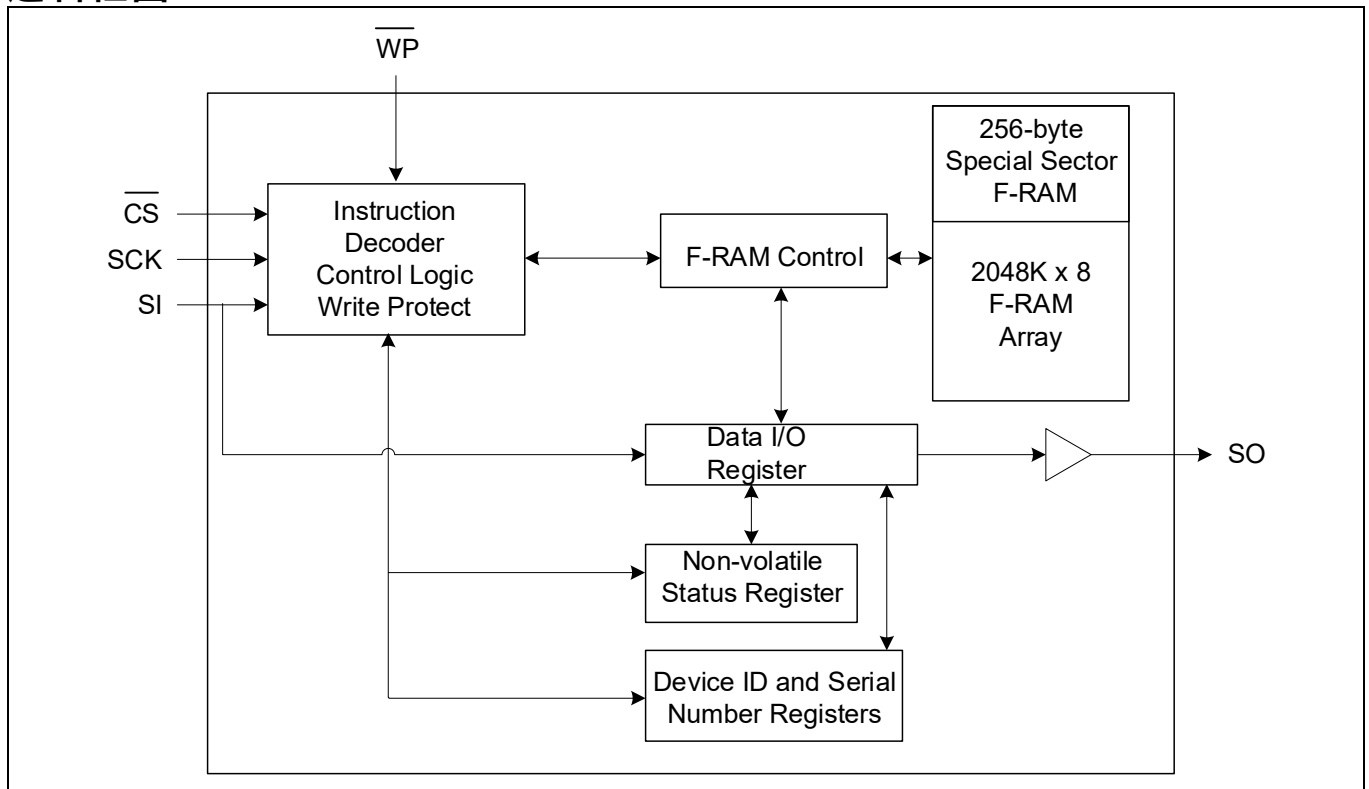 WP
256-byte
Special Sector
F-RAM
CS
SCK
SI
Instruction
Decoder
Control Logic
Write Protect
F-RAM Control
2048K x 8
F-RAM
Array
Data I/O
Register
SO
Non-volatile
Status Register
Device ID and Serial
Number Registers